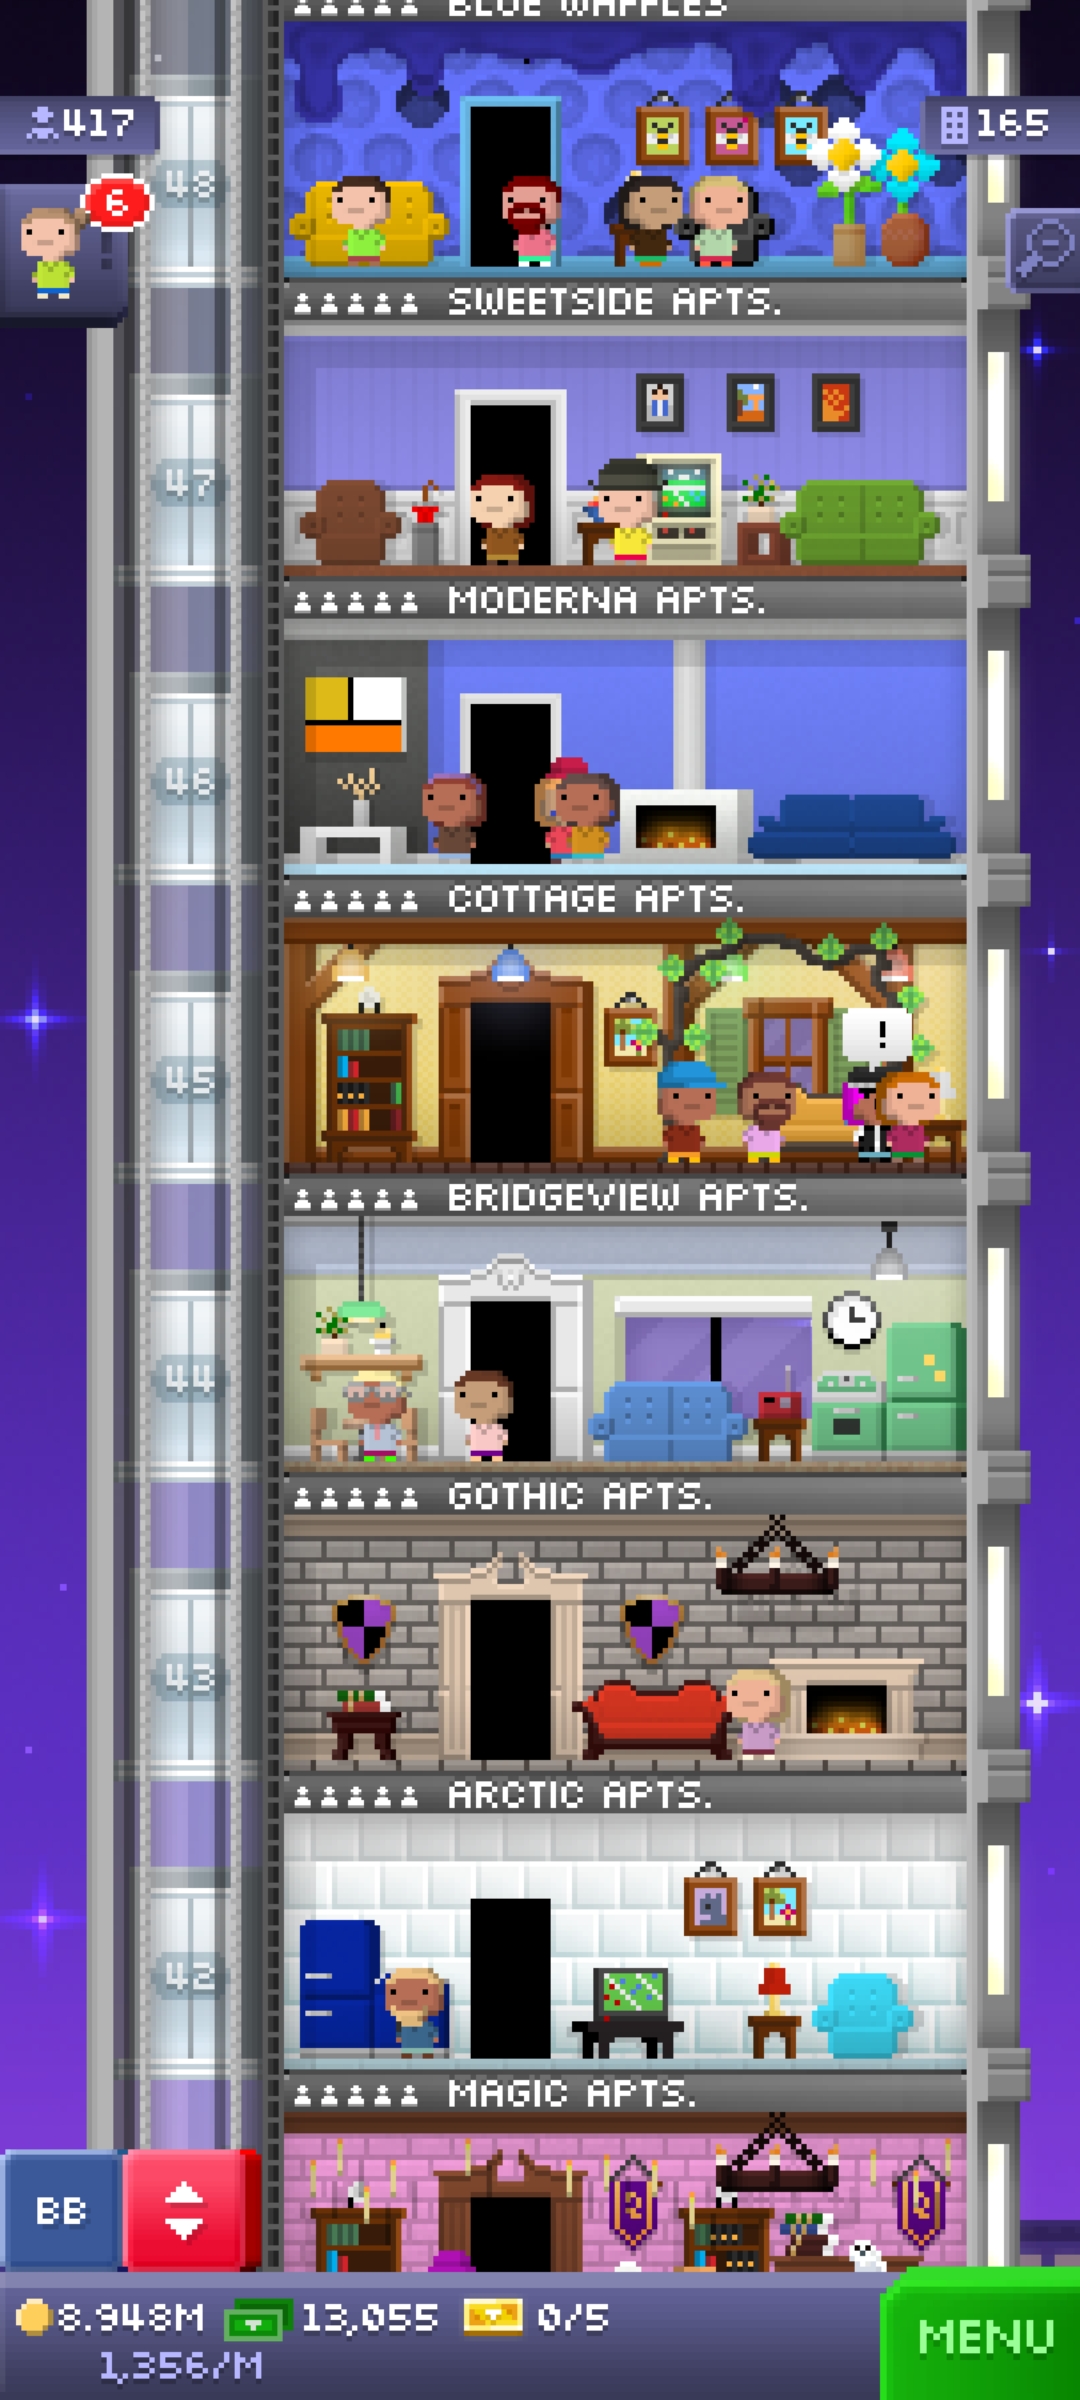 BLUE WAFFLES
417
165
48
6
SWEETSIDE APTS.
47
MODERNA APTS.
46
COTTAGE APTS.
!
45
BRIDGEVIEW APTS.
44
GOTHIC APTS.
43
ARCTIC APTS.
42
MAGIC APTS.
BB
8.948M 13,055 0/5
1,356/M
MENU